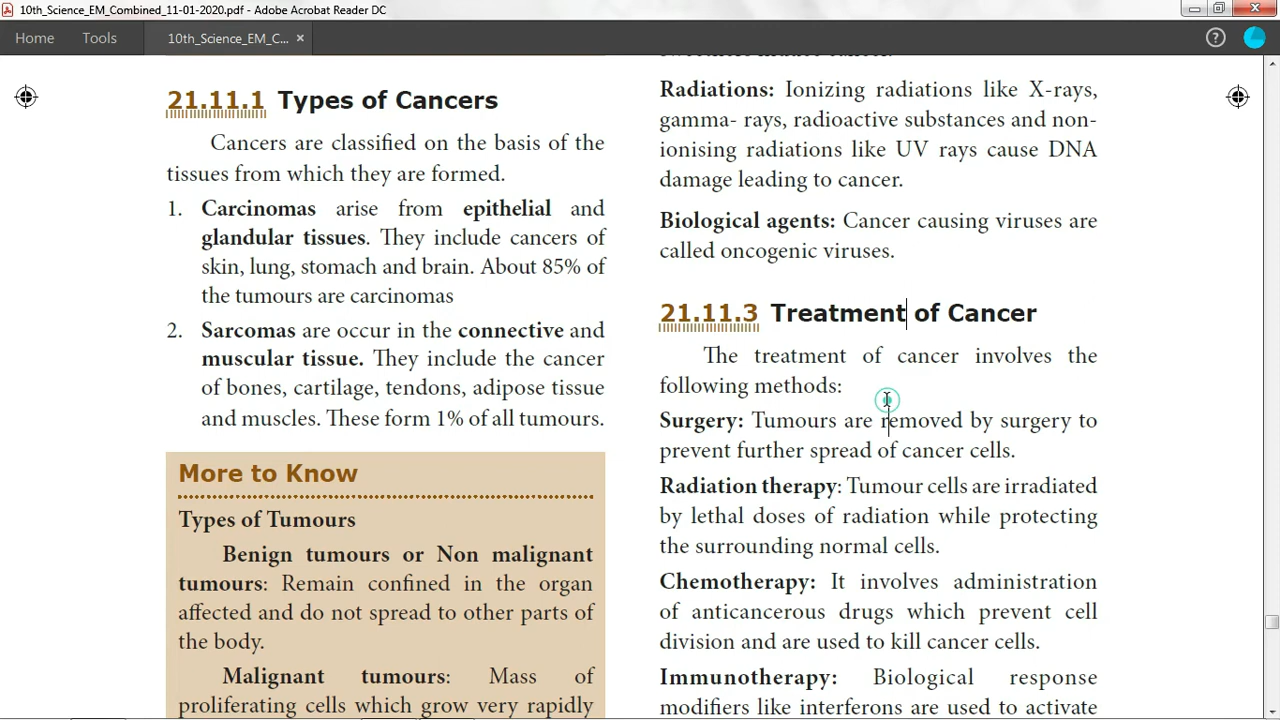 10th_Science_EM_Combined_11-01-2020.pdf - Adobe Acrobat Reader DC
Home Tools 10th_Science_EM_C... ×
21.11.1 Types of Cancers
Cancers are classified on the basis of the
tissues from which they are formed.
1. Carcinomas arise from epithelial and
glandular tissues. They include cancers of
skin, lung, stomach and brain. About 85% of
the tumours are carcinomas
2. Sarcomas are occur in the connective and
muscular tissue. They include the cancer
of bones, cartilage, tendons, adipose tissue
and muscles. These form 1% of all tumours.
More to Know
Types of Tumours
Benign tumours or Non malignant
tumours: Remain confined in the organ
affected and do not spread to other parts of
the body.
Malignant tumours: Mass of
proliferating cells which grow very rapidly
Radiations: Ionizing radiations like X-rays,
gamma- rays, radioactive substances and non-
ionising radiations like UV rays cause DNA
damage leading to cancer.
Biological agents: Cancer causing viruses are
called oncogenic viruses.
21.11.3 Treatment of Cancer
The treatment of cancer involves the
following methods:
Surgery: Tumours are removed by surgery to
prevent further spread of cancer cells.
Radiation therapy: Tumour cells are irradiated
by lethal doses of radiation while protecting
the surrounding normal cells.
Chemotherapy: It involves administration
of anticancerous drugs which prevent cell
division and are used to kill cancer cells.
Immunotherapy: Biological response
modifiers like interferons are used to activate